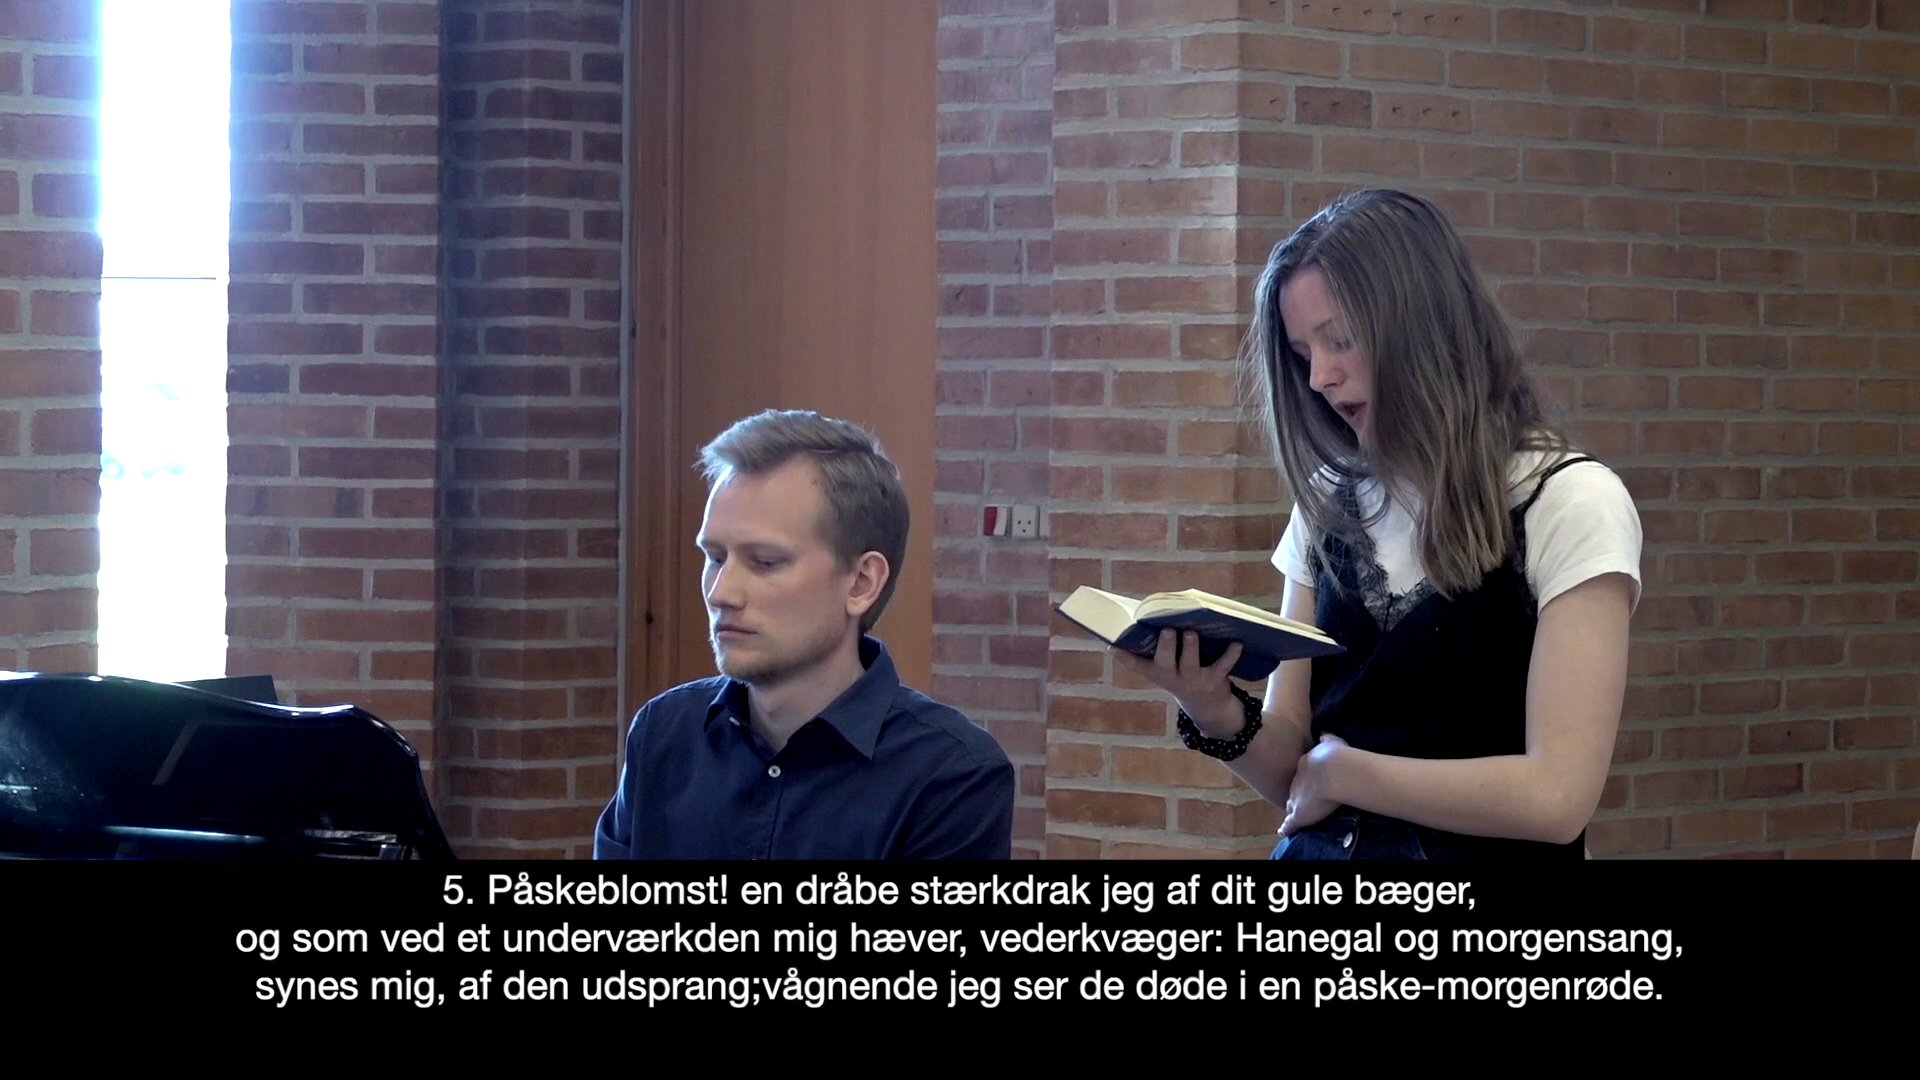 5. Påskeblomst! en dråbe stærkdrak jeg af dit gule bæger,
og som ved et underværkden mig hæver, vederkvæger: Hanegal og morgensang,
synes mig, af den udsprang;vågnende jeg ser de døde i en påske-morgenrøde.